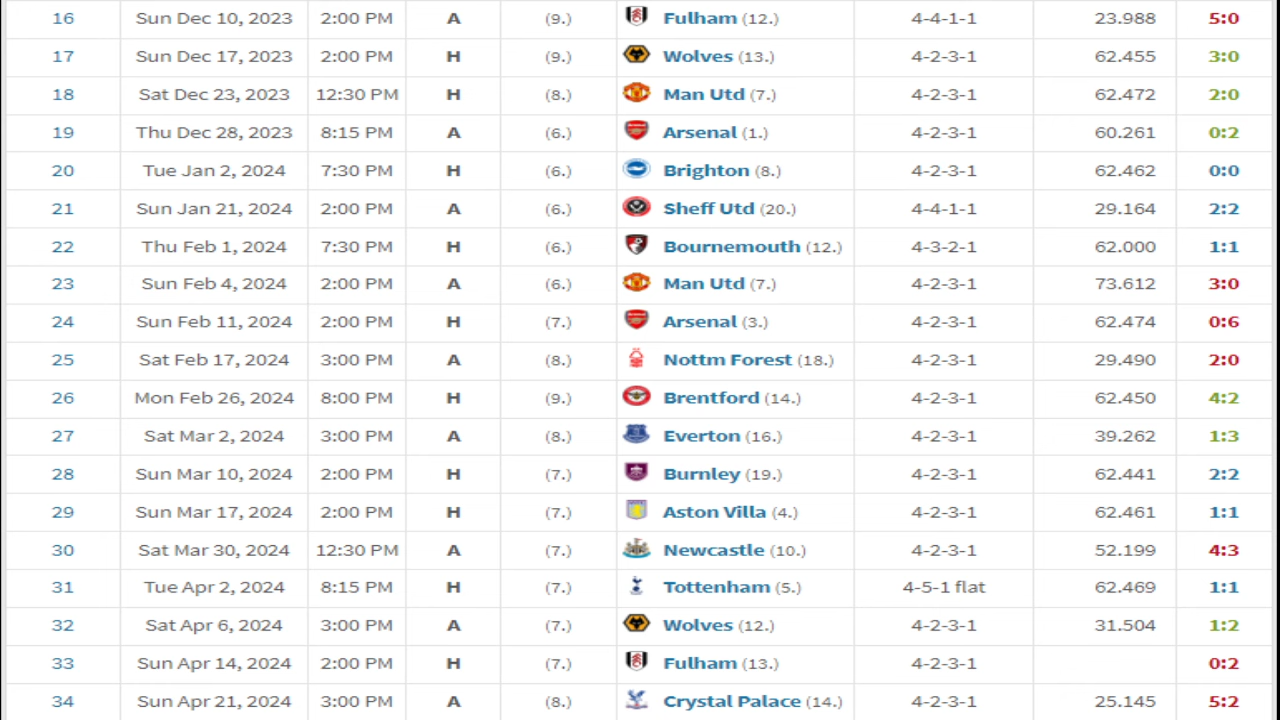 16 Sun Dec 10, 2023 2:00 PM A (9.) Fulham (12.) 4-4-1-1 23.988 5:0
17 Sun Dec 17, 2023 2:00 PM H (9.) Wolves (13.) 4-2-3-1 62.455 3:0
18 Sat Dec 23, 2023 12:30 PM H (8.) Man Utd (7.) 4-2-3-1 62.472 2:0
19 Thu Dec 28, 2023 8:15 PM A (6.) Arsenal (1.) 4-2-3-1 60.261 0:2
20 Tue Jan 2, 2024 7:30 PM H (6.) Brighton (8.) 4-2-3-1 62.462 0:0
21 Sun Jan 21, 2024 2:00 PM A (6.) Sheff Utd (20.) 4-4-1-1 29.164 2:2
22 Thu Feb 1, 2024 7:30 PM H (6.) Bournemouth (12.) 4-3-2-1 62.000 1:1
23 Sun Feb 4, 2024 2:00 PM A (6.) Man Utd (7.) 4-2-3-1 73.612 3:0
24 Sun Feb 11, 2024 2:00 PM H (7.) Arsenal (3.) 4-2-3-1 62.474 0:6
25 Sat Feb 17, 2024 3:00 PM A (8.) Nottm Forest (18.) 4-2-3-1 29.490 2:0
26 Mon Feb 26, 2024 8:00 PM H (9.) Brentford (14.) 4-2-3-1 62.450 4:2
27 Sat Mar 2, 2024 3:00 PM A (8.) Everton (16.) 4-2-3-1 39.262 1:3
28 Sun Mar 10, 2024 2:00 PM H (7.) Burnley (19.) 4-2-3-1 62.441 2:2
29 Sun Mar 17, 2024 2:00 PM H (7.) Aston Villa (4.) 4-2-3-1 62.461 1:1
30 Sat Mar 30, 2024 12:30 PM A (7.) Newcastle (10.) 4-2-3-1 52.199 4:3
31 Tue Apr 2, 2024 8:15 PM H (7.) Tottenham (5.) 4-5-1 flat 62.469 1:1
32 Sat Apr 6, 2024 3:00 PM A (7.) Wolves (12.) 4-2-3-1 31.504 1:2
33 Sun Apr 14, 2024 2:00 PM H (7.) Fulham (13.) 4-2-3-1 0:2
34 Sun Apr 21, 2024 3:00 PM A (8.) Crystal Palace (14.) 4-2-3-1 25.145 5:2